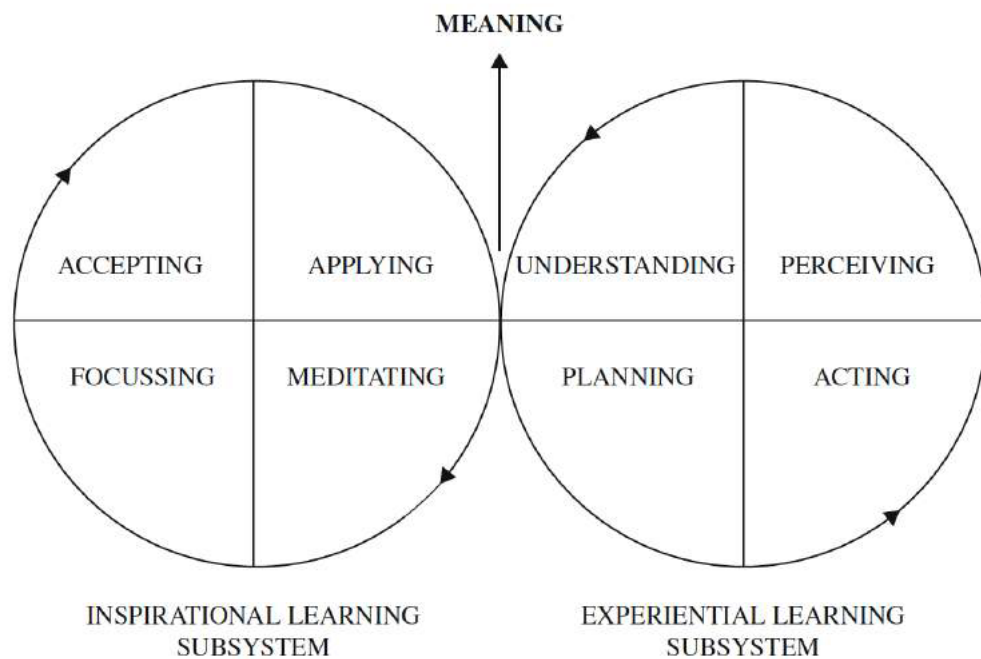 MEANING
ACCEPTING
APPLYING
UNDERSTANDING
PERCEIVING
FOCUSSING
MEDITATING
PLANNING
ACTING
INSPIRATIONAL LEARNING
SUBSYSTEM
EXPERIENTIAL LEARNING
SUBSYSTEM